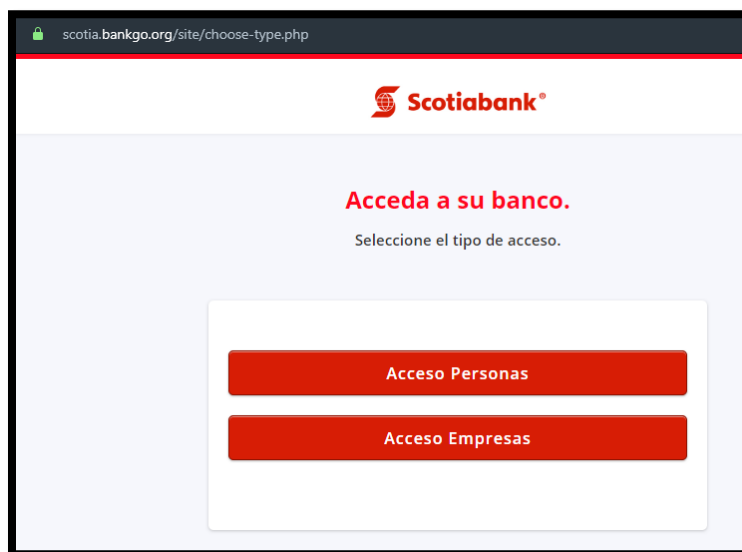 scotia.bankgo.org/site/choose-type.php
Scotiabank®
Acceda a su banco.
Seleccione el tipo de acceso.
Acceso Personas
Acceso Empresas